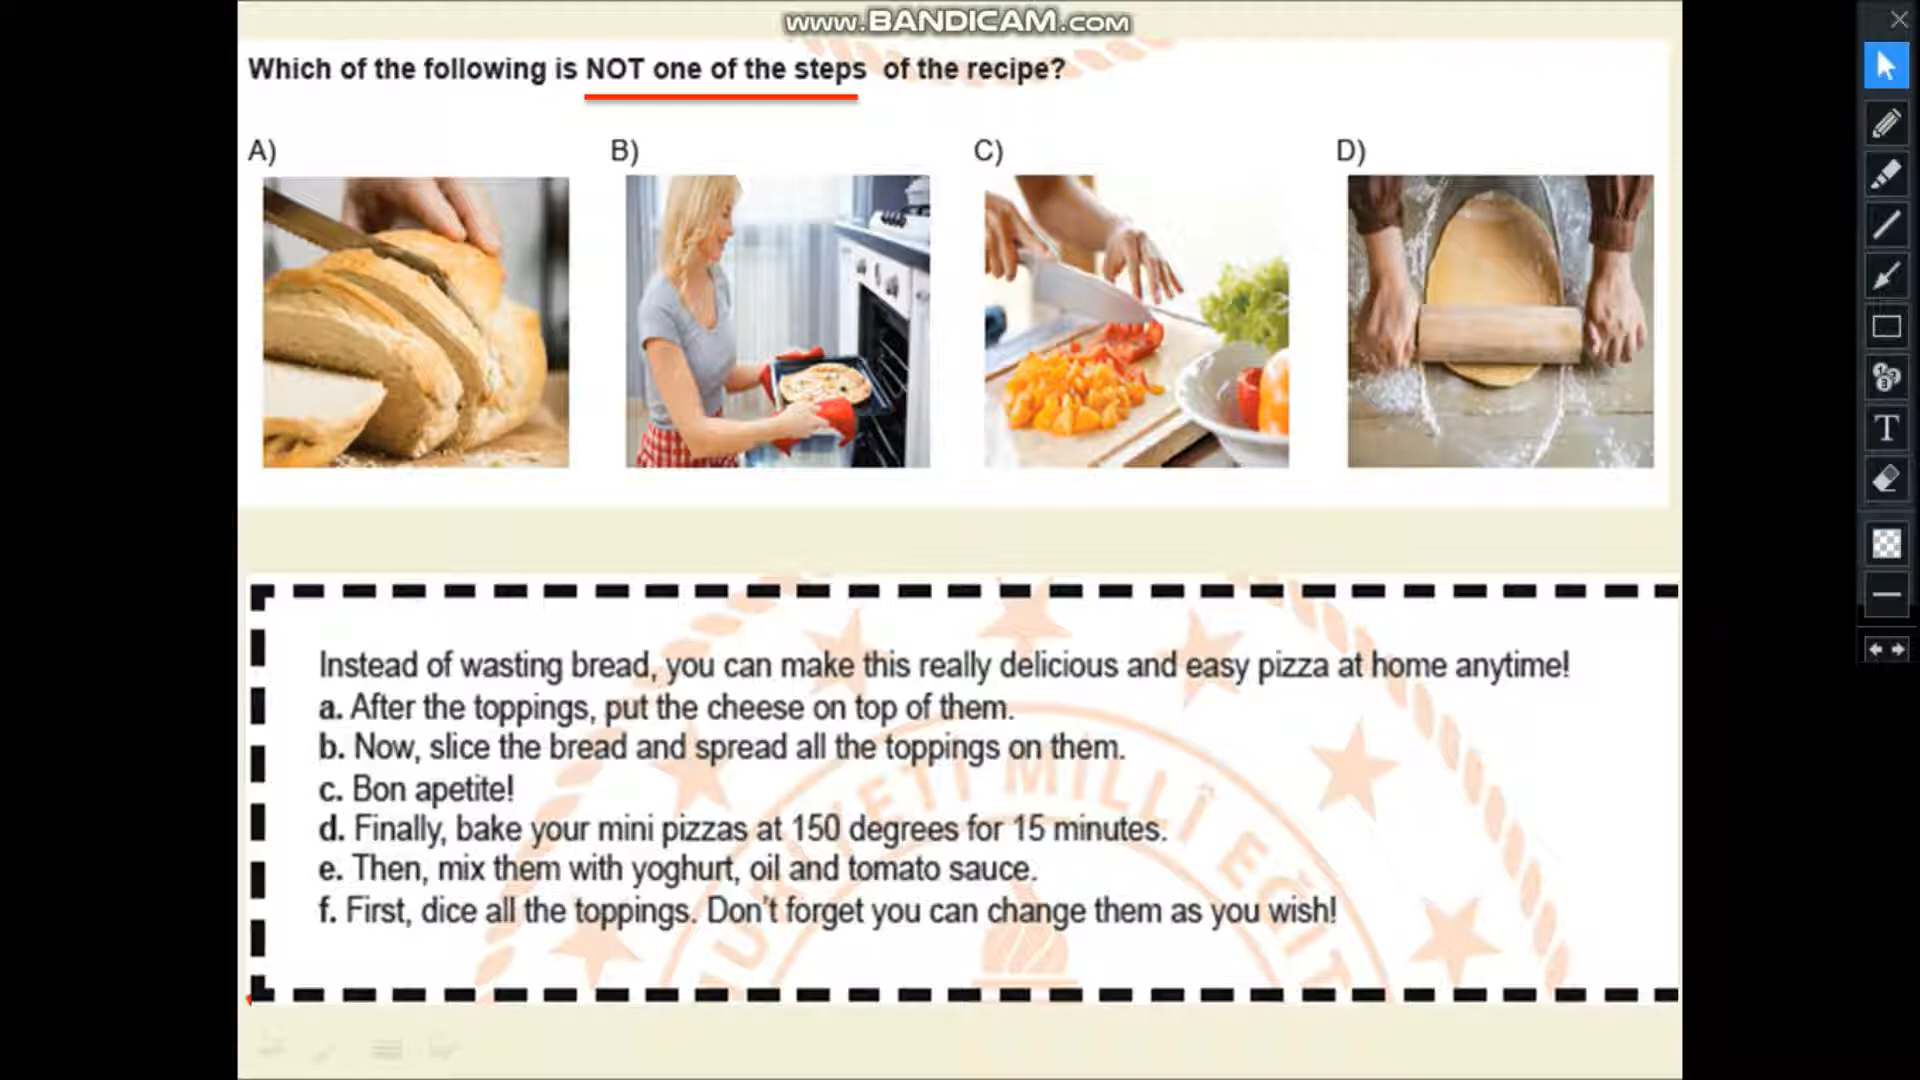 www.BANDICAM.com
Which of the following is NOT one of the steps of the recipe?
A)
B)
C)
D)
Instead of wasting bread, you can make this really delicious and easy pizza at home anytime!
a. After the toppings, put the cheese on top of them.
b. Now, slice the bread and spread all the toppings on them.
c. Bon apetite!
d. Finally, bake your mini pizzas at 150 degrees for 15 minutes.
e. Then, mix them with yoghurt, oil and tomato sauce.
f. First, dice all the toppings. Don't forget you can change them as you wish!
MİLLÎ EĞİT
T